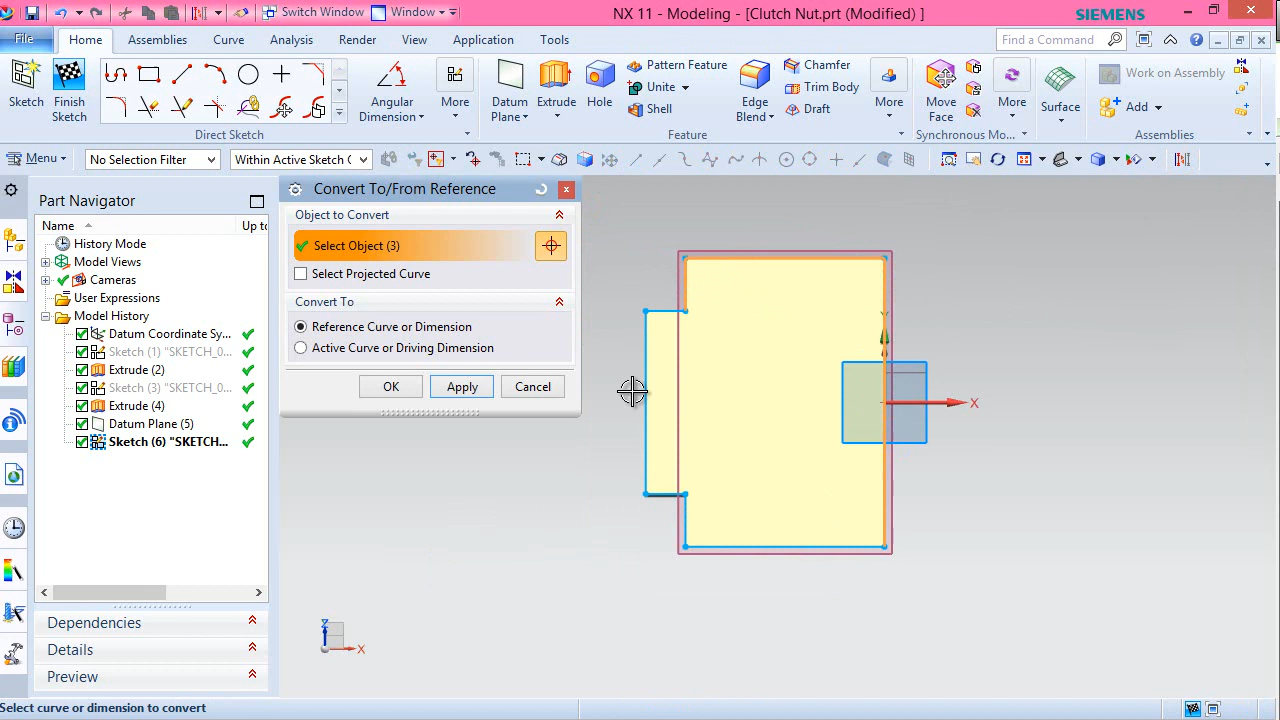 Switch Window Window NX 11 - Modeling - [Clutch Nut.prt (Modified) ] SIEMENS
File Home Assemblies Curve Analysis Render View Application Tools Find a Command
Sketch Finish Sketch Angular Dimension More Datum Plane Extrude Hole Pattern Feature Unite Shell Edge Blend Chamfer Trim Body Draft More Move Face More Surface Work on Assembly Add
Direct Sketch Feature Synchronous Mo... Assemblies
Menu No Selection Filter Within Active Sketch
Part Navigator
Name Up to
History Mode
Model Views
Cameras
User Expressions
Model History
Datum Coordinate Sy...
Sketch (1) "SKETCH_0...
Extrude (2)
Sketch (3) "SKETCH_0...
Extrude (4)
Datum Plane (5)
Sketch (6) "SKETCH...
Dependencies
Details
Preview
Convert To/From Reference
Object to Convert
Select Object (3)
Select Projected Curve
Convert To
Reference Curve or Dimension
Active Curve or Driving Dimension
OK Apply Cancel
Y
X
Z
X
Select curve or dimension to convert